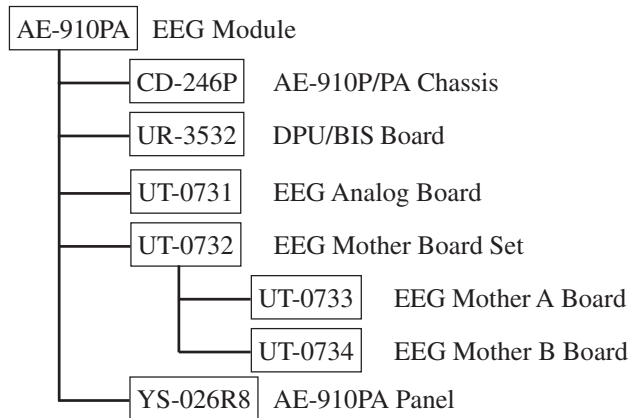 AE-910PA EEG Module
CD-246P AE-910P/PA Chassis
UR-3532 DPU/BIS Board
UT-0731 EEG Analog Board
UT-0732 EEG Mother Board Set
UT-0733 EEG Mother A Board
UT-0734 EEG Mother B Board
YS-026R8 AE-910PA Panel